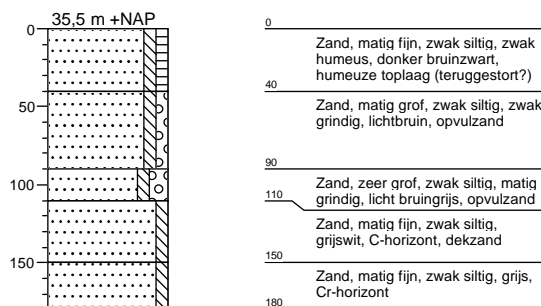 35,5 m +NAP
0
50
100
150
0
Zand, matig fijn, zwak siltig, zwak
humeus, donker bruinzwart,
humeuze toplaag (teruggestort?)
40
Zand, matig grof, zwak siltig, zwak
grindig, lichtbruin, opvulzand
90
Zand, zeer grof, zwak siltig, matig
grindig, licht bruingrijs, opvulzand
110
Zand, matig fijn, zwak siltig,
grijswit, C-horizont, dekzand
150
Zand, matig fijn, zwak siltig, grijs,
Cr-horizont
180